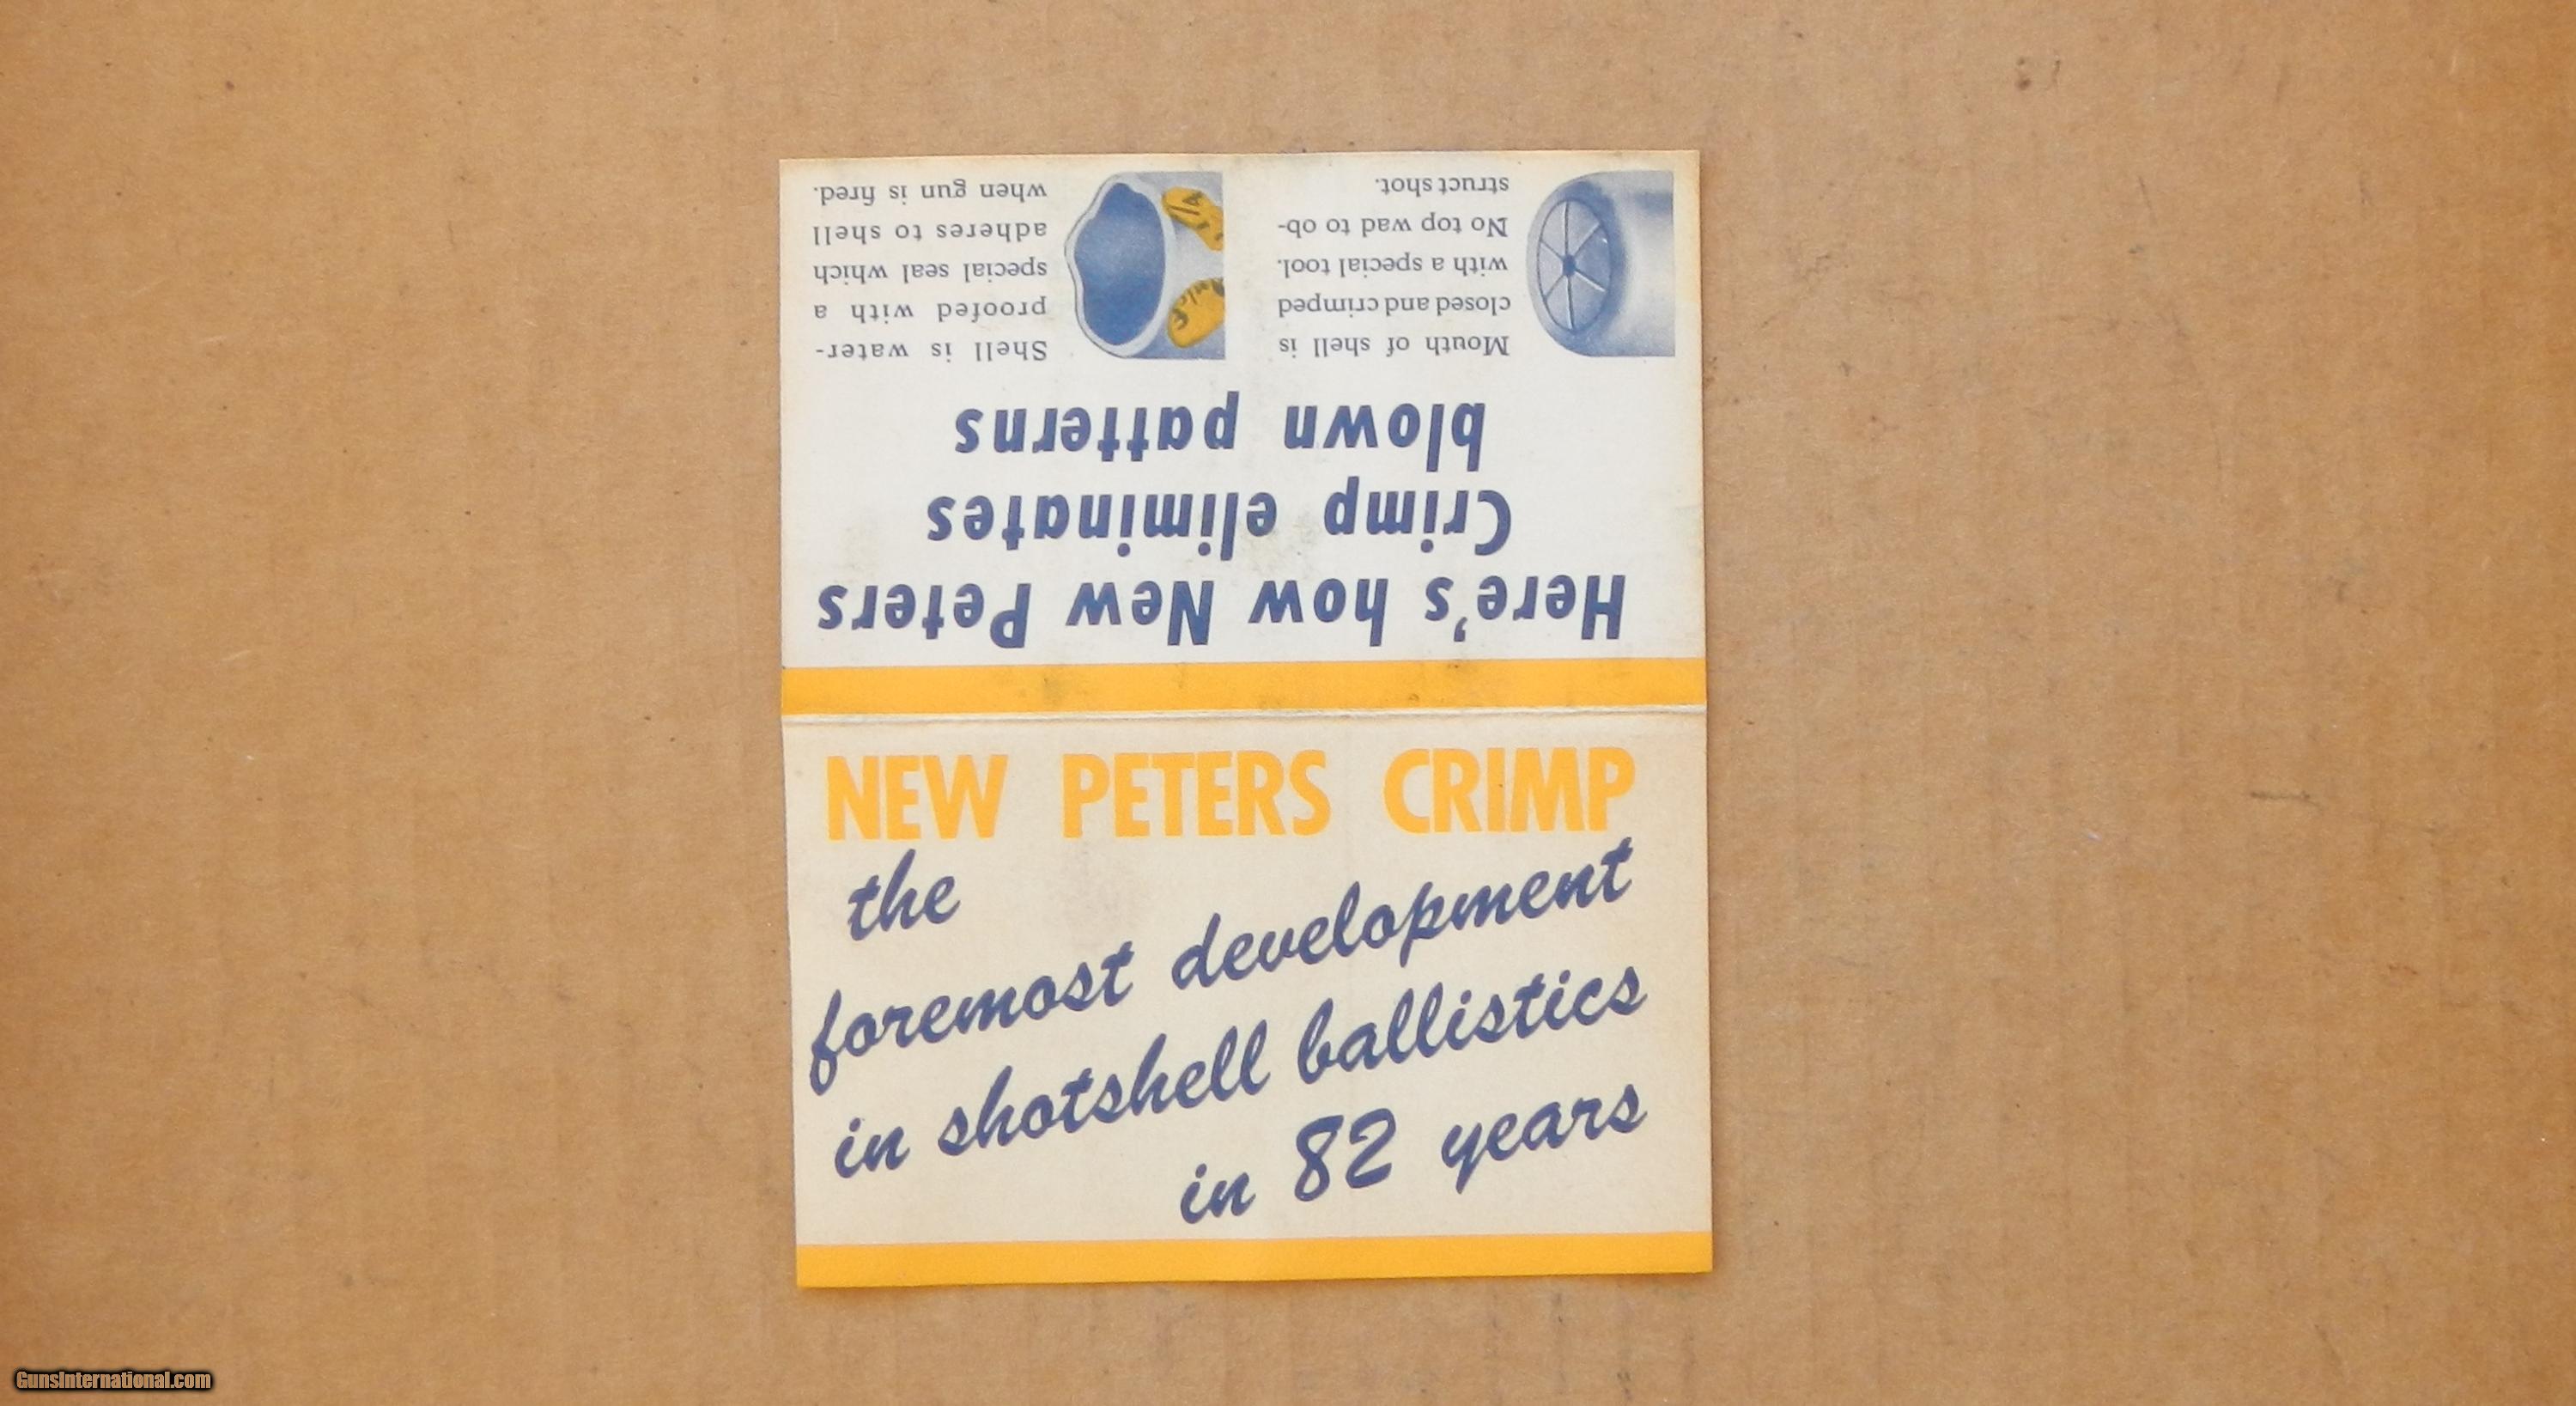 NEW PETERS CRIMP
the
foremost development
in shotshell ballistics
in 82 years
Here's how New Peters
Crimp eliminates
blown patterns
Mouth of shell is
closed and crimped
with a special tool.
No top wad to ob-
struct shot.
Shell is water-
proofed with a
special seal which
adheres to shell
when gun is fired.
GunsInternational.com